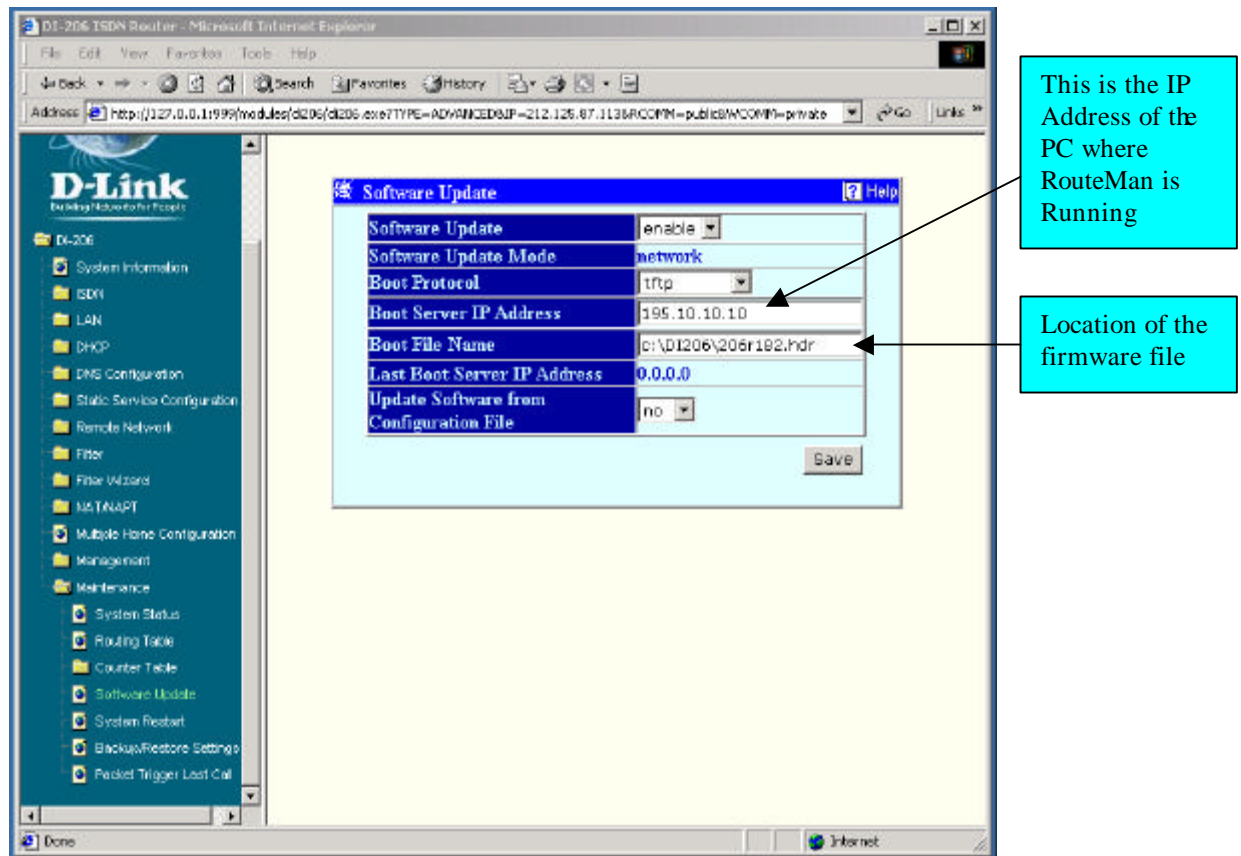 DI-206 ISDN Router - Microsoft Internet Explorer
File Edit View Favorites Tools Help
Back Search Favorites History
Address http://127.0.0.1:999/modules/di206/di206.exe?TYPE=ADVANCED&IP=212.125.87.113&RCOMM=public&WCOMM=private Go Links »
D-Link
Building Networks for People
DI-206
System Information
ISDN
LAN
DHCP
DNS Configuration
Static Service Configuration
Remote Network
Filter
Filter Wizard
NAT/NAPT
Multiple Home Configuration
Management
Maintenance
System Status
Routing Table
Counter Table
Software Update
System Restart
Backup/Restore Settings
Packet Trigger Last Call
Software Update ? Help
Software Update enable
Software Update Mode network
Boot Protocol tftp
Boot Server IP Address 195.10.10.10
Boot File Name c:\DI206\206r182.hdr
Last Boot Server IP Address 0.0.0.0
Update Software from
Configuration File no
Save
Done Internet
This is the IP
Address of the
PC where
RouteMan is
Running
Location of the
firmware file